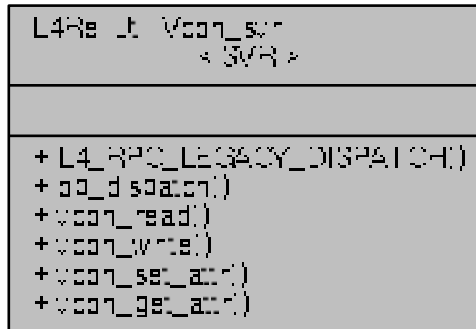 L4Re::Util::Vcon_svr
< SVR >
+ L4_RPC_LEGACY_DISPATCH()
+ op_dispatch()
+ vcon_read()
+ vcon_write()
+ vcon_set_attr()
+ vcon_get_attr()